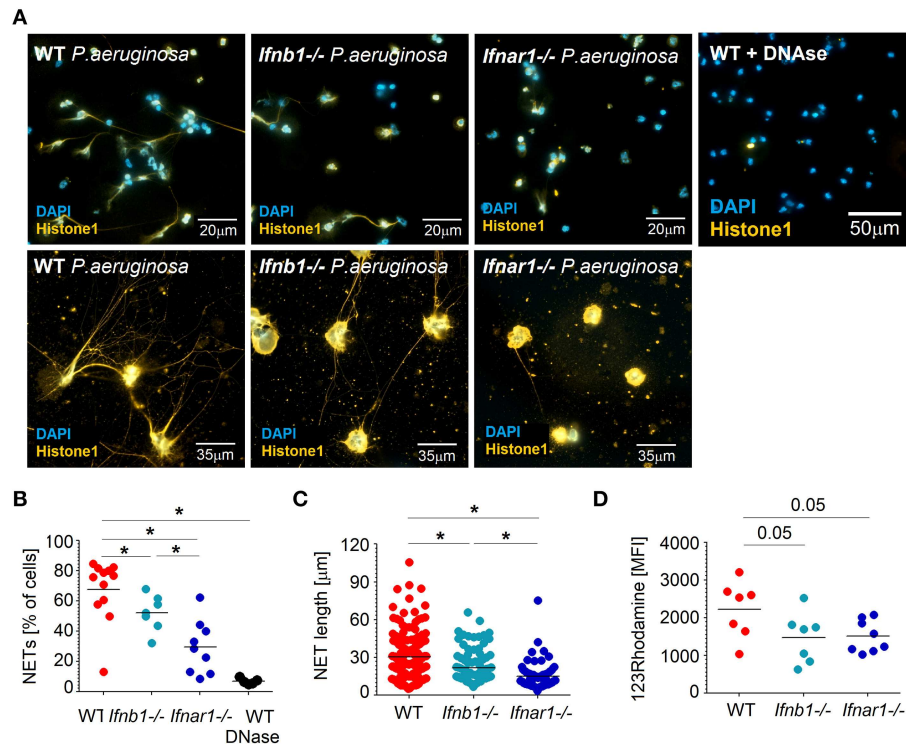 A
WT P.aeruginosa
Ifnb1-/- P.aeruginosa
Ifnar1-/- P.aeruginosa
WT + DNAse
DAPI
Histone1
20µm
DAPI
Histone1
20µm
DAPI
Histone1
20µm
DAPI
Histone1
50µm
WT P.aeruginosa
Ifnb1-/- P.aeruginosa
Ifnar1-/- P.aeruginosa
DAPI
Histone1
35µm
DAPI
Histone1
35µm
DAPI
Histone1
35µm
B
NETs [% of cells]
100
80
60
40
20
0
*
*
*
*
WT Ifnb1-/- Ifnar1-/- WT
DNase
C
NET length [µm]
120
90
60
30
0
*
*
*
WT Ifnb1-/- Ifnar1-/-
D
123Rhodamine [MFI]
4000
3000
2000
1000
0
0.05
0.05
WT Ifnb1-/- Ifnar1-/-